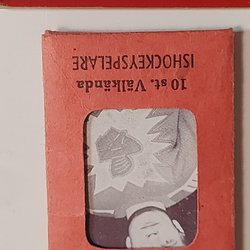 10 st. Välkända
ISHOCKEYSPELARE